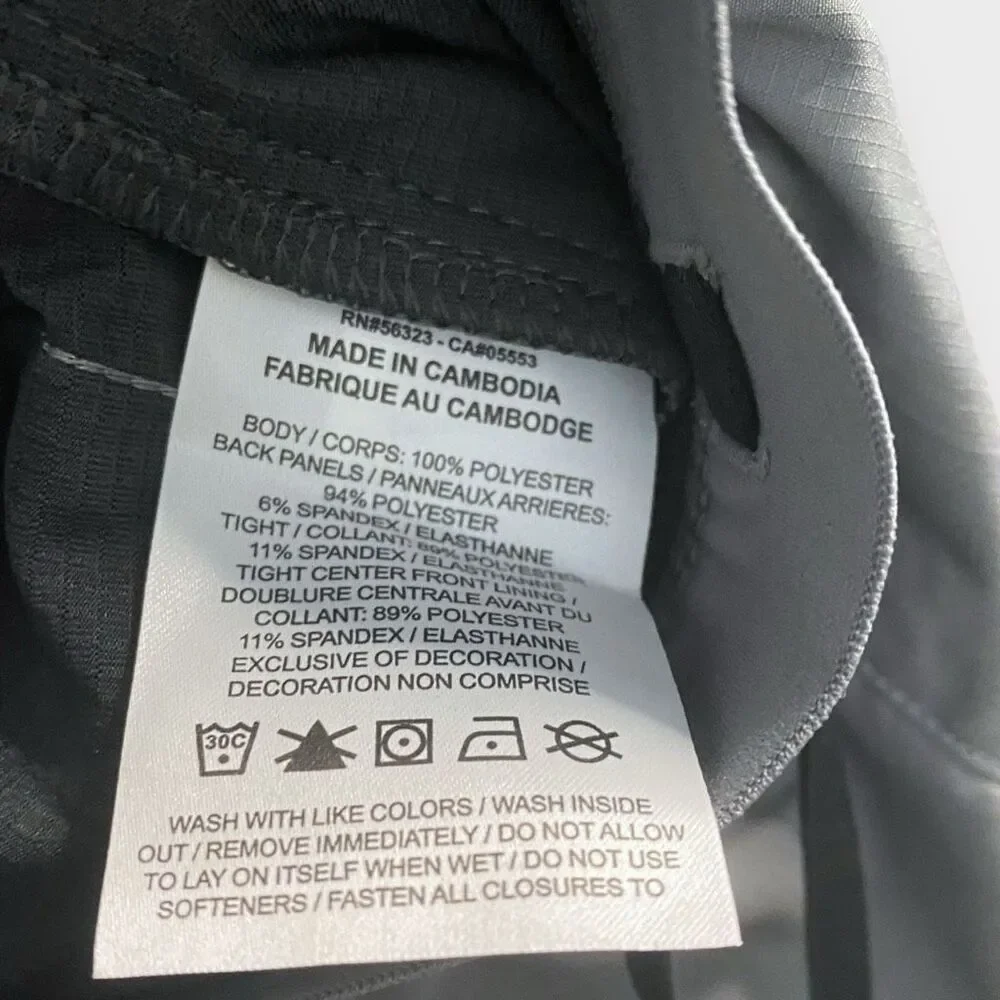 RN#56323 - CA#05553
MADE IN CAMBODIA
FABRIQUE AU CAMBODGE
BODY / CORPS: 100% POLYESTER
BACK PANELS / PANNEAUX ARRIERES:
94% POLYESTER
6% SPANDEX / ELASTHANNE
TIGHT / COLLANT: 89% POLYESTER
11% SPANDEX / ELASTHANNE
TIGHT CENTER FRONT LINING /
DOUBLURE CENTRALE AVANT DU
COLLANT: 89% POLYESTER
11% SPANDEX / ELASTHANNE
EXCLUSIVE OF DECORATION /
DECORATION NON COMPRISE
30C
WASH WITH LIKE COLORS / WASH INSIDE
OUT / REMOVE IMMEDIATELY / DO NOT ALLOW
TO LAY ON ITSELF WHEN WET / DO NOT USE
SOFTENERS / FASTEN ALL CLOSURES TO